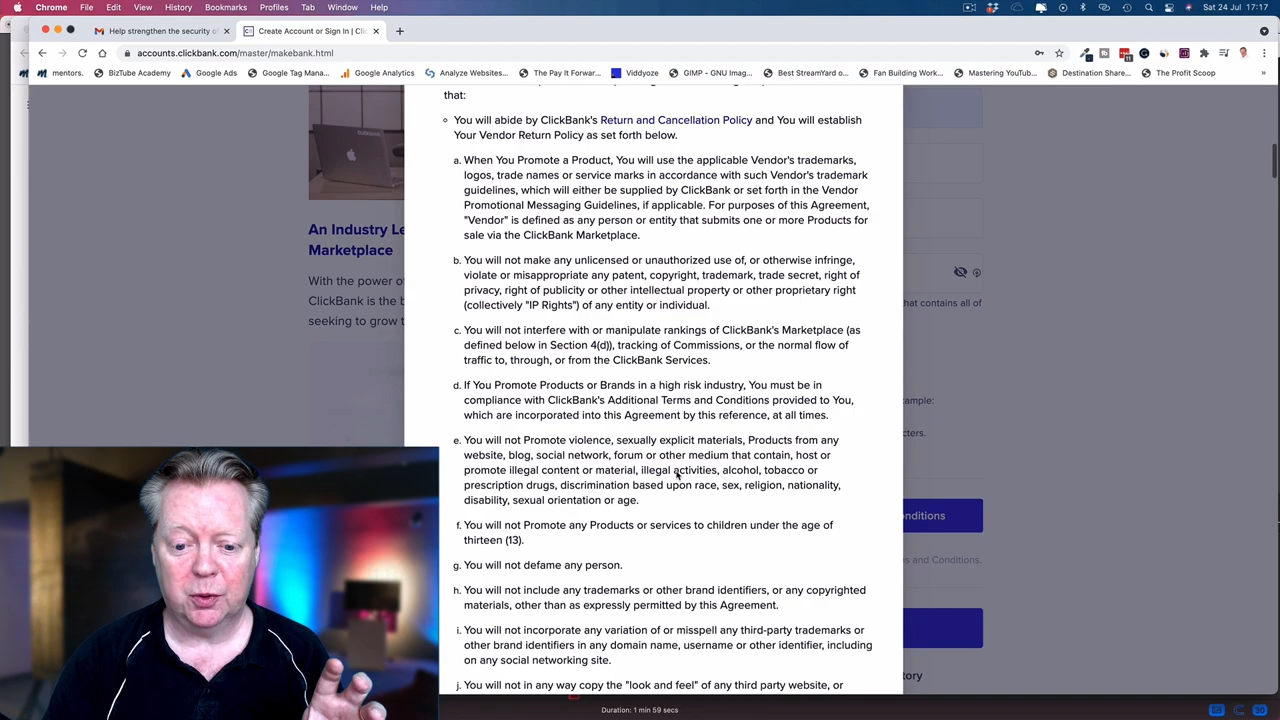 Chrome File Edit View History Bookmarks Profiles Tab Window Help Sat 24 Jul 17:17
Help strengthen the security of Create Account or Sign In | Cli
accounts.clickbank.com/master/makebank.html
mentors. BizTube Academy Google Ads Google Tag Mana... Google Analytics Analyze Websites... The Pay It Forwar... Viddyoze GIMP - GNU Imag... Best StreamYard o... Fan Building Work... Mastering YouTub... Destination Share... The Profit Scoop »
that:
You will abide by ClickBank's Return and Cancellation Policy and You will establish
Your Vendor Return Policy as set forth below.
a. When You Promote a Product, You will use the applicable Vendor's trademarks,
logos, trade names or service marks in accordance with such Vendor's trademark
guidelines, which will either be supplied by ClickBank or set forth in the Vendor
Promotional Messaging Guidelines, if applicable. For purposes of this Agreement,
"Vendor" is defined as any person or entity that submits one or more Products for
sale via the ClickBank Marketplace.
b. You will not make any unlicensed or unauthorized use of, or otherwise infringe,
violate or misappropriate any patent, copyright, trademark, trade secret, right of
privacy, right of publicity or other intellectual property or other proprietary right
(collectively "IP Rights") of any entity or individual.
c. You will not interfere with or manipulate rankings of ClickBank's Marketplace (as
defined below in Section 4(d)), tracking of Commissions, or the normal flow of
traffic to, through, or from the ClickBank Services.
d. If You Promote Products or Brands in a high risk industry, You must be in
compliance with ClickBank's Additional Terms and Conditions provided to You,
which are incorporated into this Agreement by this reference, at all times.
e. You will not Promote violence, sexually explicit materials, Products from any
website, blog, social network, forum or other medium that contain, host or
promote illegal content or material, illegal activities, alcohol, tobacco or
prescription drugs, discrimination based upon race, sex, religion, nationality,
disability, sexual orientation or age.
f. You will not Promote any Products or services to children under the age of
thirteen (13).
g. You will not defame any person.
h. You will not include any trademarks or other brand identifiers, or any copyrighted
materials, other than as expressly permitted by this Agreement.
i. You will not incorporate any variation of or misspell any third-party trademarks or
other brand identifiers in any domain name, username or other identifier, including
on any social networking site.
j. You will not in any way copy the "look and feel" of any third party website, or
An Industry Le
Marketplace
With the power of
ClickBank is the b
seeking to grow t
hat contains all of
example:
cters.
onditions
ms and Conditions.
ory
Duration: 1 min 59 secs